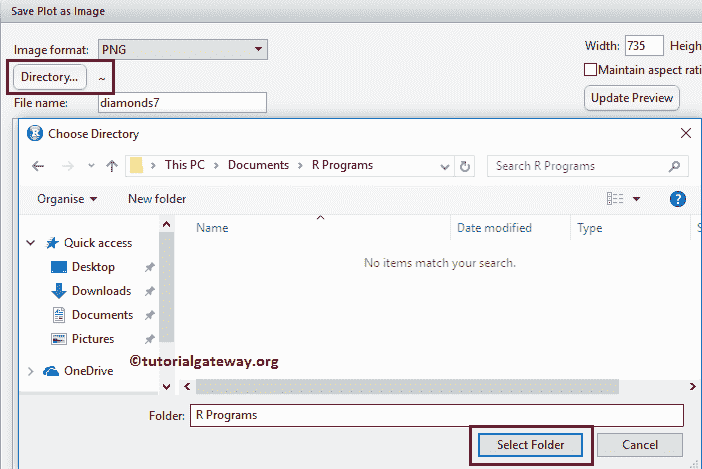 Save Plot as Image
Image format: PNG Width: 735 Heigh
Directory... ~ Maintain aspect rati
File name: diamonds7 Update Preview
Choose Directory
This PC > Documents > R Programs Search R Programs
Organise New folder ?
Name Date modified Type S
Quick access
No items match your search.
Desktop
Downloads
Documents
Pictures
©tutorialgateway.org
OneDrive
Folder: R Programs
Select Folder Cancel